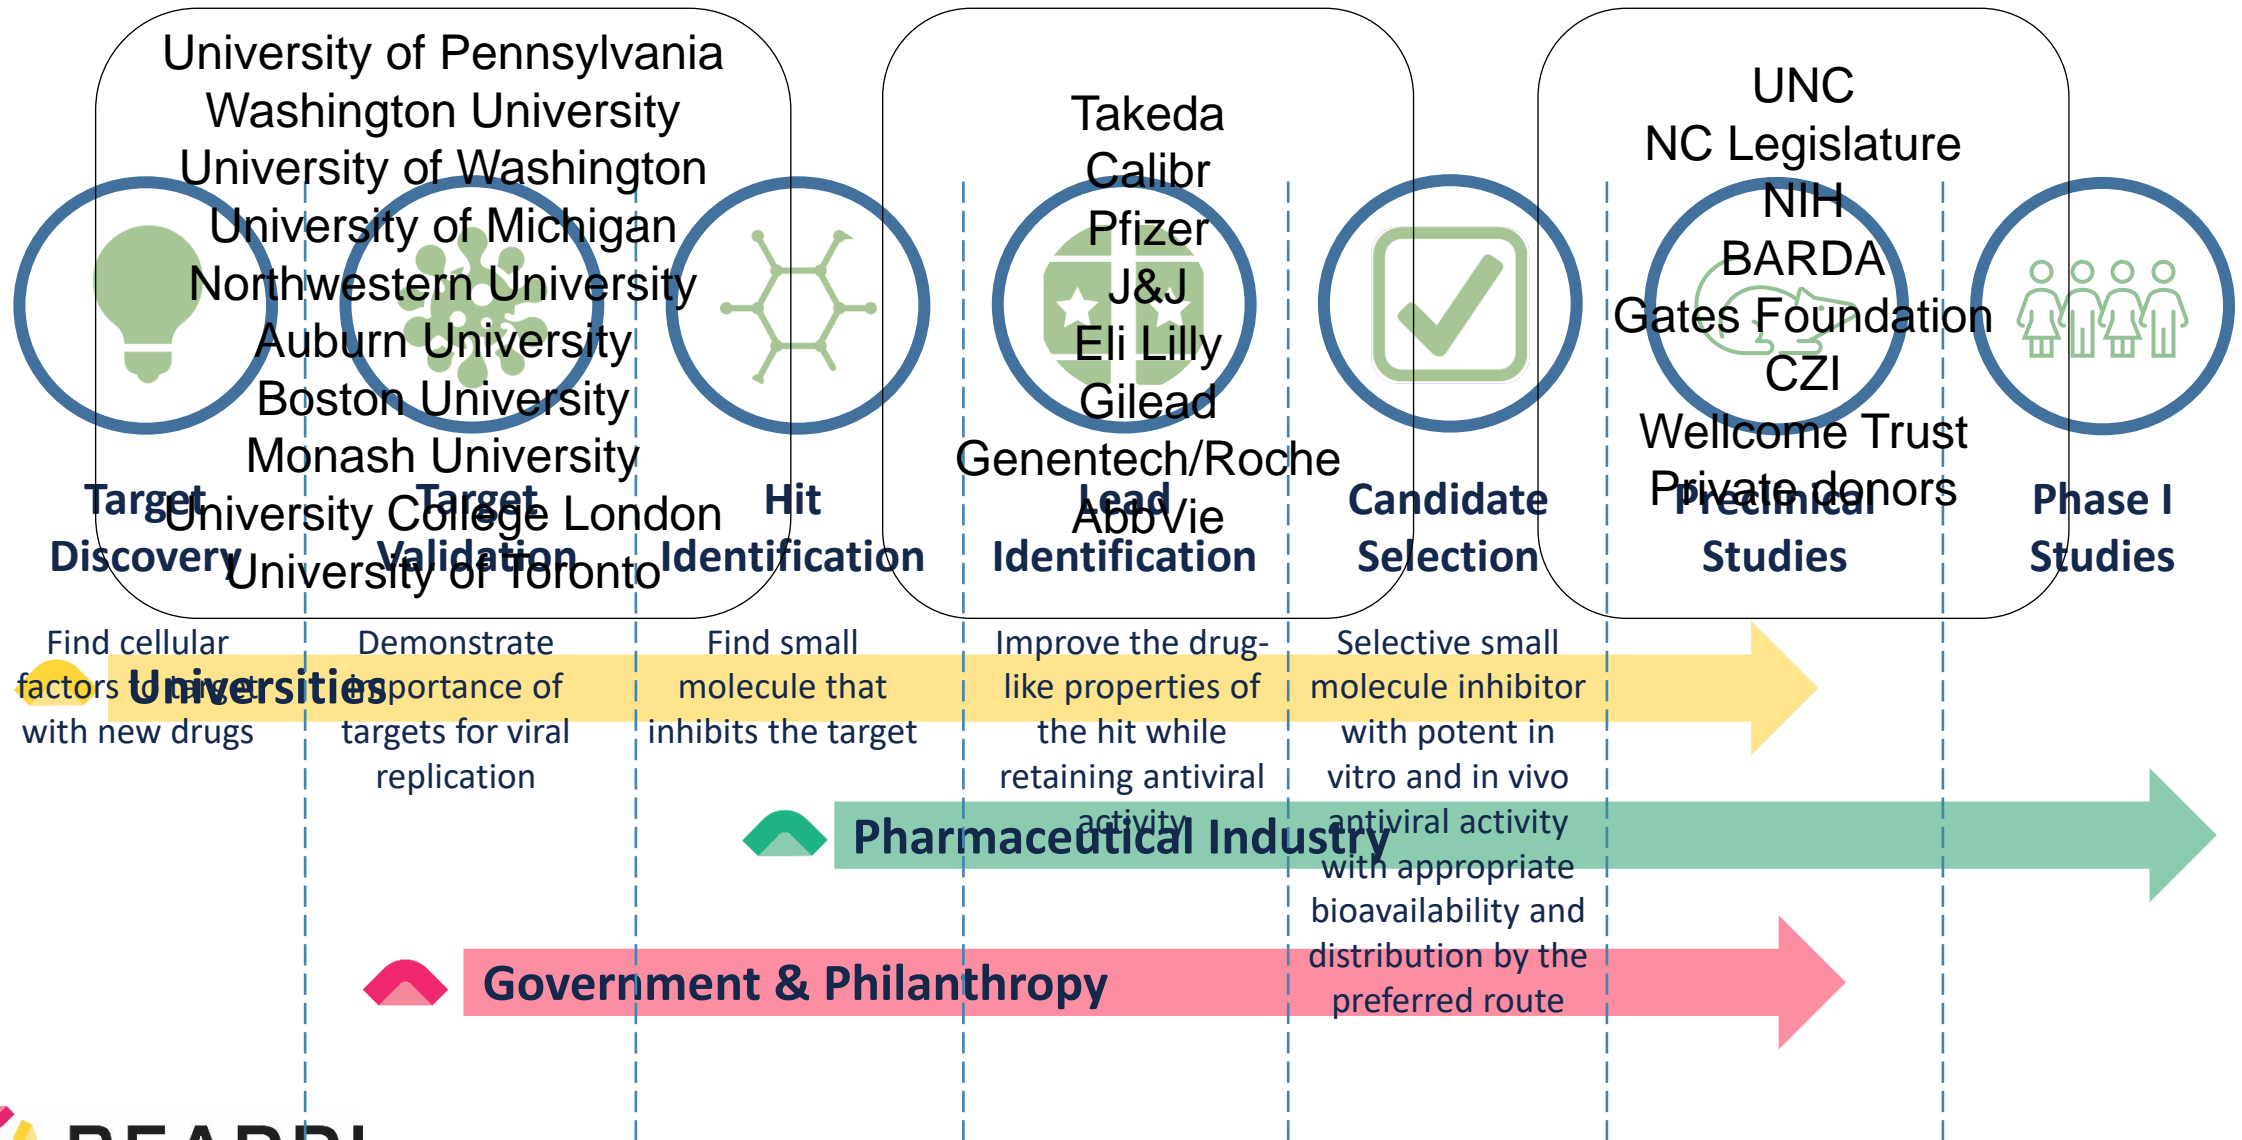 University of Pennsylvania
Washington University
University of Washington
University of Michigan
Northwestern University
Auburn University
Boston University
Monash University
University College London
University of Toronto
Takeda
Calibr
Pfizer
J&J
Eli Lilly
Gilead
Genentech/Roche
AbbVie
UNC
NC Legislature
NIH
BARDA
Gates Foundation
CZI
Wellcome Trust
Private donors
Target
Discovery
Target
Validation
Hit
Identification
Lead
Identification
Candidate
Selection
Preclinical
Studies
Phase I
Studies
Find cellular
factors to target
with new drugs
Demonstrate
importance of
targets for viral
replication
Find small
molecule that
inhibits the target
Improve the drug-
like properties of
the hit while
retaining antiviral
activity
Selective small
molecule inhibitor
with potent in
vitro and in vivo
antiviral activity
with appropriate
bioavailability and
distribution by the
preferred route
Universities
Pharmaceutical Industry
Government & Philanthropy